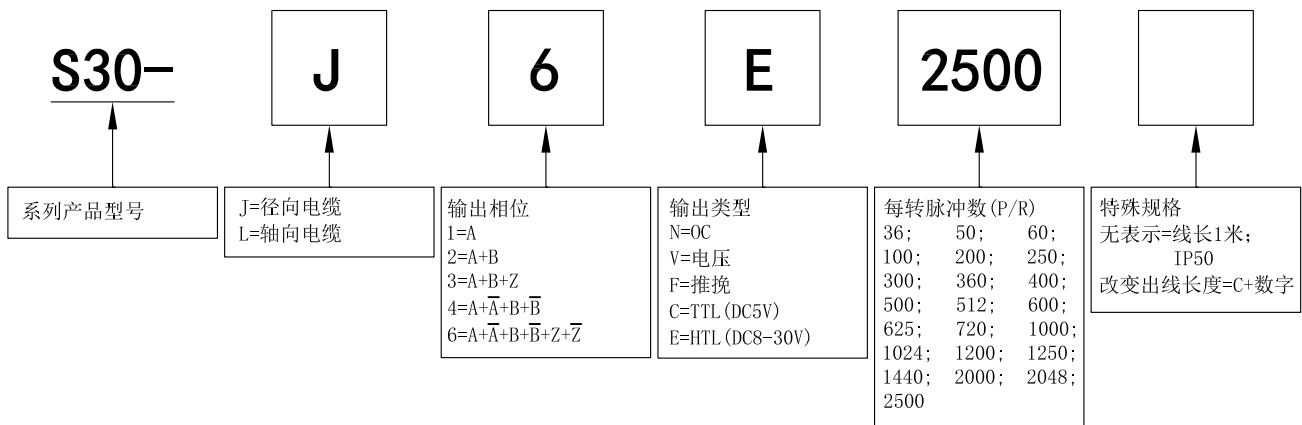 S30- J 6 E 2500
系列产品型号
J=径向电缆
L=轴向电缆
输出相位
1=A
2=A+B
3=A+B+Z
4=A+A̅+B+B̅
6=A+A̅+B+B̅+Z+Z̅
输出类型
N=OC
V=电压
F=推挽
C=TTL(DC5V)
E=HTL(DC8-30V)
每转脉冲数(P/R)
36; 50; 60;
100; 200; 250;
300; 360; 400;
500; 512; 600;
625; 720; 1000;
1024; 1200; 1250;
1440; 2000; 2048;
2500
特殊规格
无表示=线长1米;
IP50
改变出线长度=C+数字